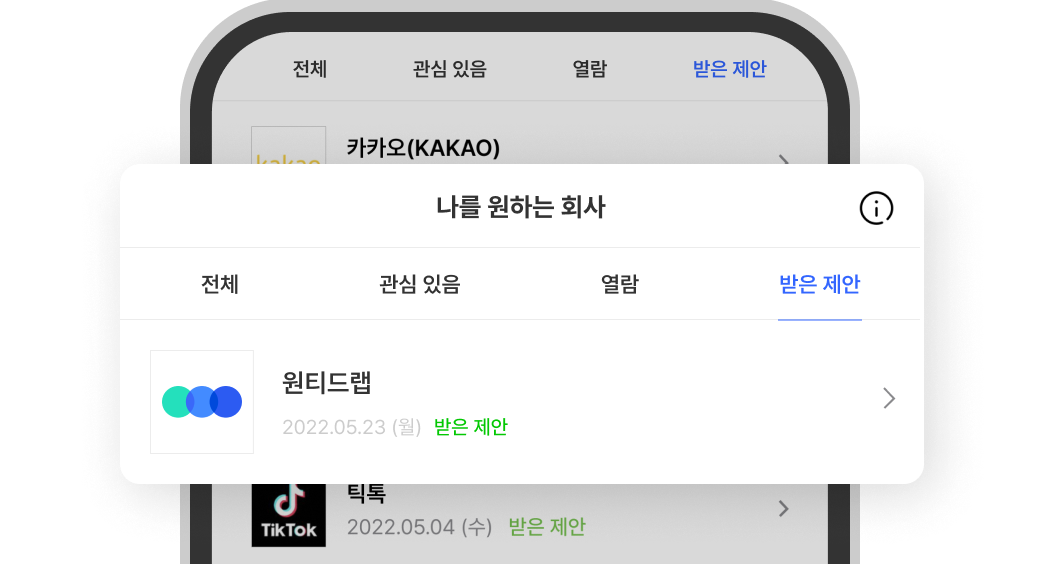 전체 관심 있음 열람 받은 제안
카카오(KAKAO)
kakao
나를 원하는 회사
전체 관심 있음 열람 받은 제안
원티드랩
2022.05.23 (월) 받은 제안
틱톡
TikTok
2022.05.04 (수) 받은 제안